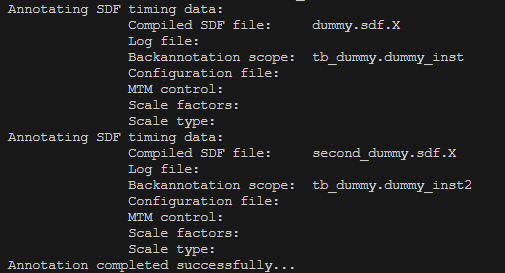 Annotating SDF timing data:
Compiled SDF file:     dummy.sdf.X
Log file:
Backannotation scope:  tb_dummy.dummy_inst
Configuration file:
MTM control:
Scale factors:
Scale type:
Annotating SDF timing data:
Compiled SDF file:     second_dummy.sdf.X
Log file:
Backannotation scope:  tb_dummy.dummy_inst2
Configuration file:
MTM control:
Scale factors:
Scale type:
Annotation completed successfully...